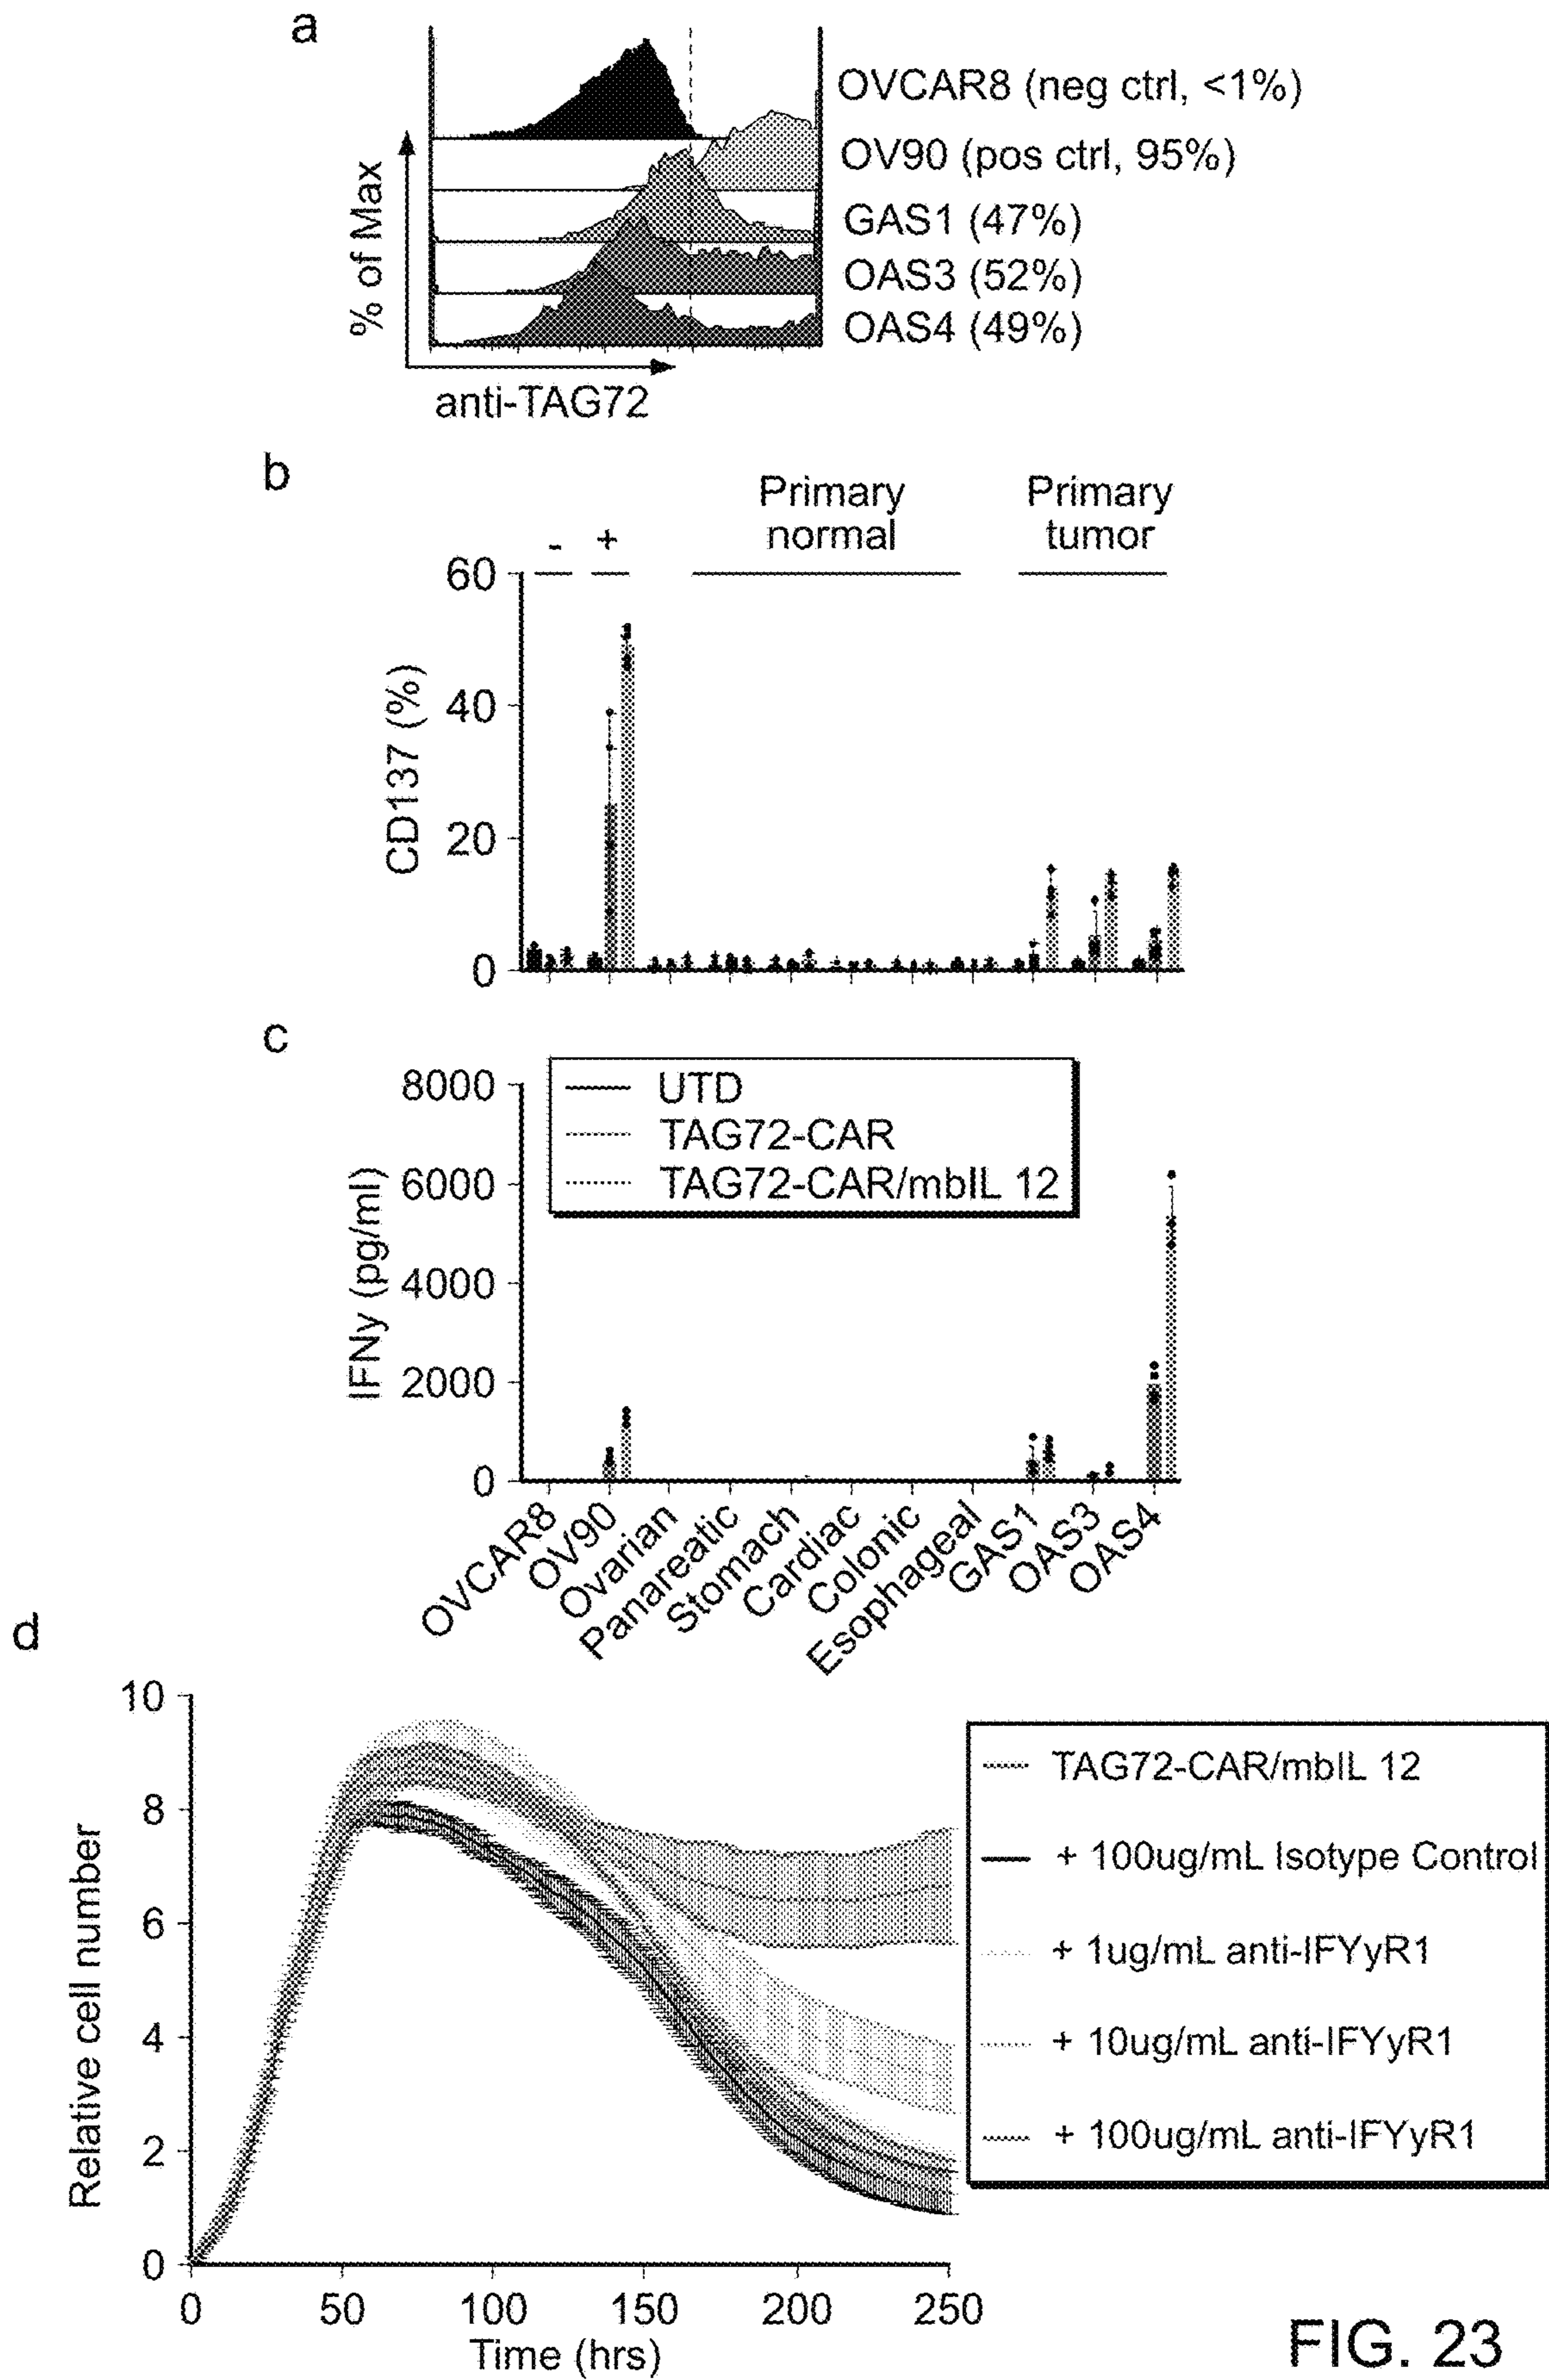 a
OVCAR8 (neg ctrl, <1%)
OV90 (pos ctrl, 95%)
GAS1 (47%)
OAS3 (52%)
OAS4 (49%)
% of Max
anti-TAG72
b
Primary normal
Primary tumor
-
+
60
40
20
0
CD137 (%)
c
8000
6000
4000
2000
0
IFNy (pg/ml)
UTD
TAG72-CAR
TAG72-CAR/mbIL 12
OVCAR8
OV90
Ovarian
Panareatic
Stomach
Cardiac
Colonic
Esophageal
GAS1
OAS3
OAS4
d
10
8
6
4
2
0
Relative cell number
0 50 100 150 200 250
Time (hrs)
TAG72-CAR/mbIL 12
+ 100ug/mL Isotype Control
+ 1ug/mL anti-IFYyR1
+ 10ug/mL anti-IFYyR1
+ 100ug/mL anti-IFYyR1
FIG. 23